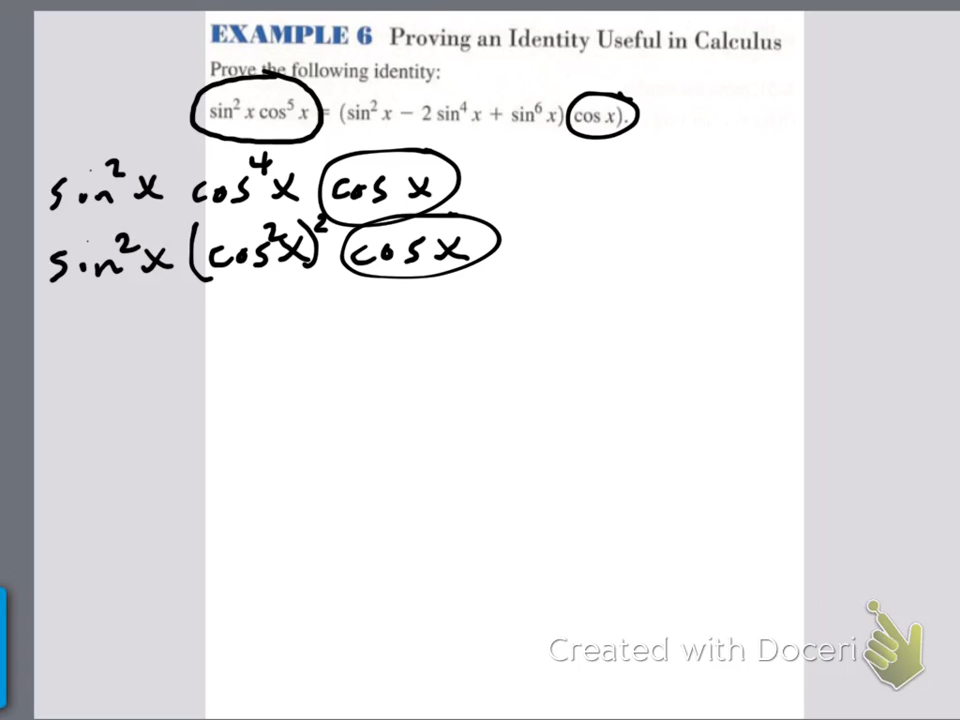 EXAMPLE 6 Proving an Identity Useful in Calculus
Prove the following identity:
sin² x cos⁵ x = (sin² x − 2 sin⁴ x + sin⁶ x) (cos x).
sin²x cos⁴x cos x
sin²x (cos²x)² cos x
Created with Doceri